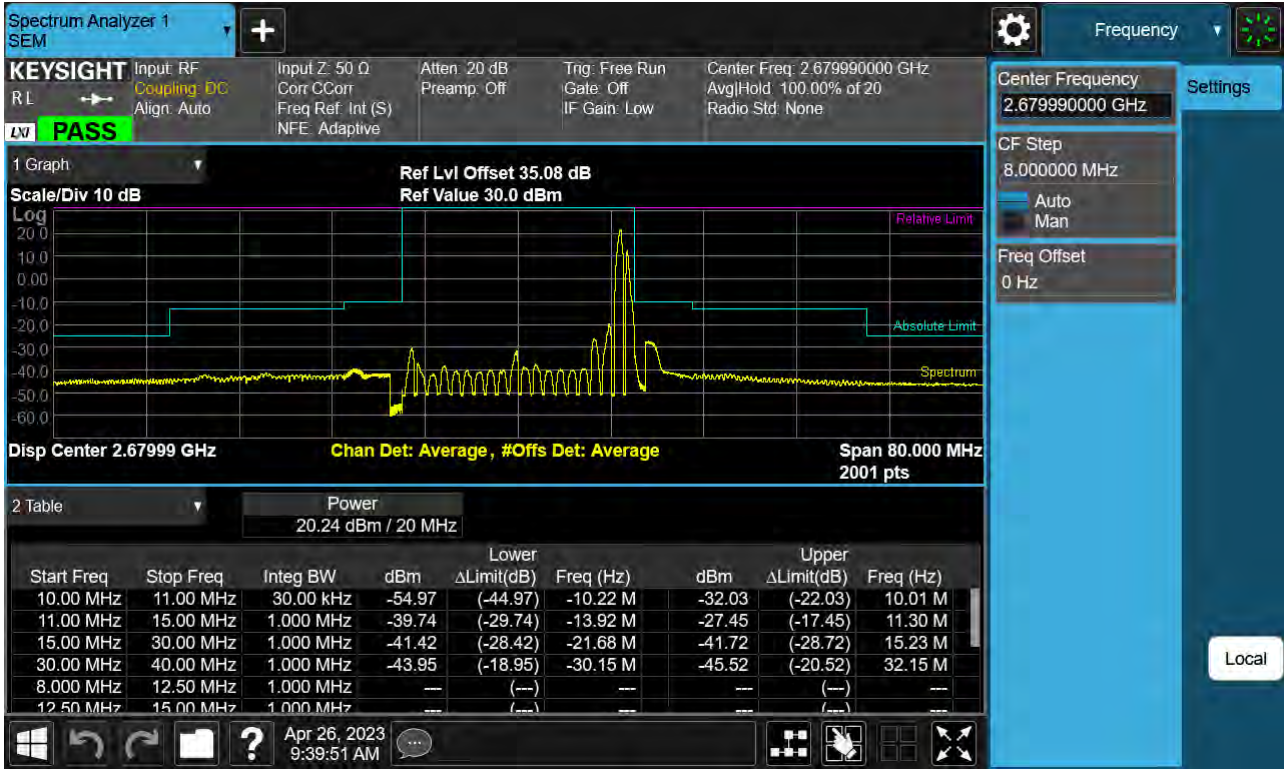 Spectrum Analyzer 1
SEM
+
Frequency
KEYSIGHT Input: RF Input Z: 50 Ω Atten: 20 dB Trig: Free Run Center Freq: 2.679990000 GHz
RL Coupling: DC Corr CCorr Preamp: Off Gate: Off Avg|Hold: 100.00% of 20
Align: Auto Freq Ref: Int (S) IF Gain: Low Radio Std: None
LXI PASS NFE: Adaptive
Center Frequency
2.679990000 GHz
Settings
CF Step
8.000000 MHz
Auto
Man
Freq Offset
0 Hz
Local
1 Graph
Ref Lvl Offset 35.08 dB
Scale/Div 10 dB Ref Value 30.0 dBm
Log
Relative Limit
20.0
10.0
0.00
-10.0
-20.0
Absolute Limit
-30.0
-40.0
Spectrum
-50.0
-60.0
Disp Center 2.67999 GHz Chan Det: Average, #Offs Det: Average Span 80.000 MHz
2001 pts
2 Table Power
20.24 dBm / 20 MHz
Lower Upper
Start Freq Stop Freq Integ BW dBm ΔLimit(dB) Freq (Hz) dBm ΔLimit(dB) Freq (Hz)
10.00 MHz 11.00 MHz 30.00 kHz -54.97 (-44.97) -10.22 M -32.03 (-22.03) 10.01 M
11.00 MHz 15.00 MHz 1.000 MHz -39.74 (-29.74) -13.92 M -27.45 (-17.45) 11.30 M
15.00 MHz 30.00 MHz 1.000 MHz -41.42 (-28.42) -21.68 M -41.72 (-28.72) 15.23 M
30.00 MHz 40.00 MHz 1.000 MHz -43.95 (-18.95) -30.15 M -45.52 (-20.52) 32.15 M
8.000 MHz 12.50 MHz 1.000 MHz --- (---) --- --- (---) ---
12.50 MHz 15.00 MHz 1.000 MHz --- (---) --- --- (---) ---
? Apr 26, 2023
9:39:51 AM